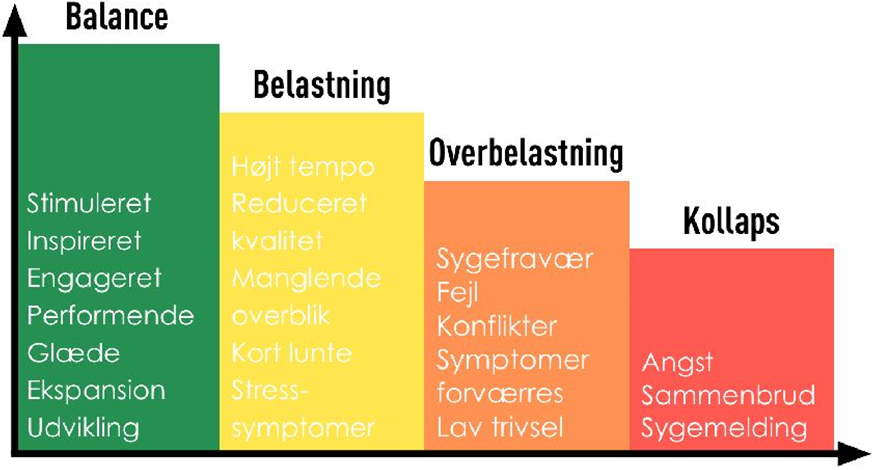 Balance
Stimuleret
Inspireret
Engageret
Performende
Glæde
Ekspansion
Udvikling
Belastning
Højt tempo
Reduceret
kvalitet
Manglende
overblik
Kort lunte
Stress-
symptomer
Overbelastning
Sygefravær
Fejl
Konflikter
Symptomer
forværres
Lav trivsel
Kollaps
Angst
Sammenbrud
Sygemelding